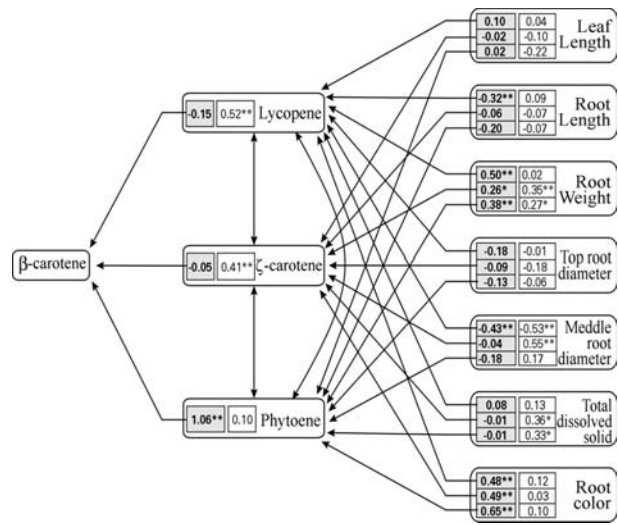 0.10 0.04
-0.02 -0.10
0.02 -0.22
Leaf
Length
-0.32** 0.09
-0.06 -0.07
-0.20 -0.07
Root
Length
0.50** 0.02
0.26* 0.35**
0.38** 0.27*
Root
Weight
-0.18 -0.01
-0.09 -0.18
-0.13 -0.06
Top root
diameter
-0.43** -0.53**
-0.04 0.55**
-0.18 0.17
Meddle
root
diameter
0.08 0.13
-0.01 0.36*
-0.01 0.33*
Total
dissolved
solid
0.48** 0.12
0.49** 0.03
0.65** 0.10
Root
color
-0.15 0.52** Lycopene
-0.05 0.41** ζ-carotene
1.06** 0.10 Phytoene
β-carotene